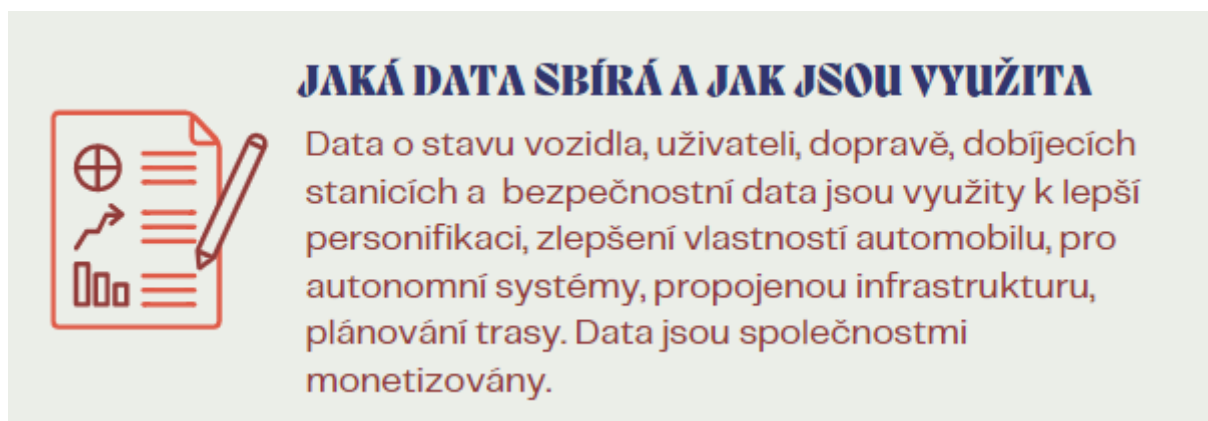 JAKÁ DATA SBÍRÁ A JAK JSOU VYUŽITA
Data o stavu vozidla, uživateli, dopravě, dobíjecích
stanicích a  bezpečnostní data jsou využity k lepší
personifikaci, zlepšení vlastností automobilu, pro
autonomní systémy, propojenou infrastrukturu,
plánování trasy. Data jsou společnostmi
monetizovány.